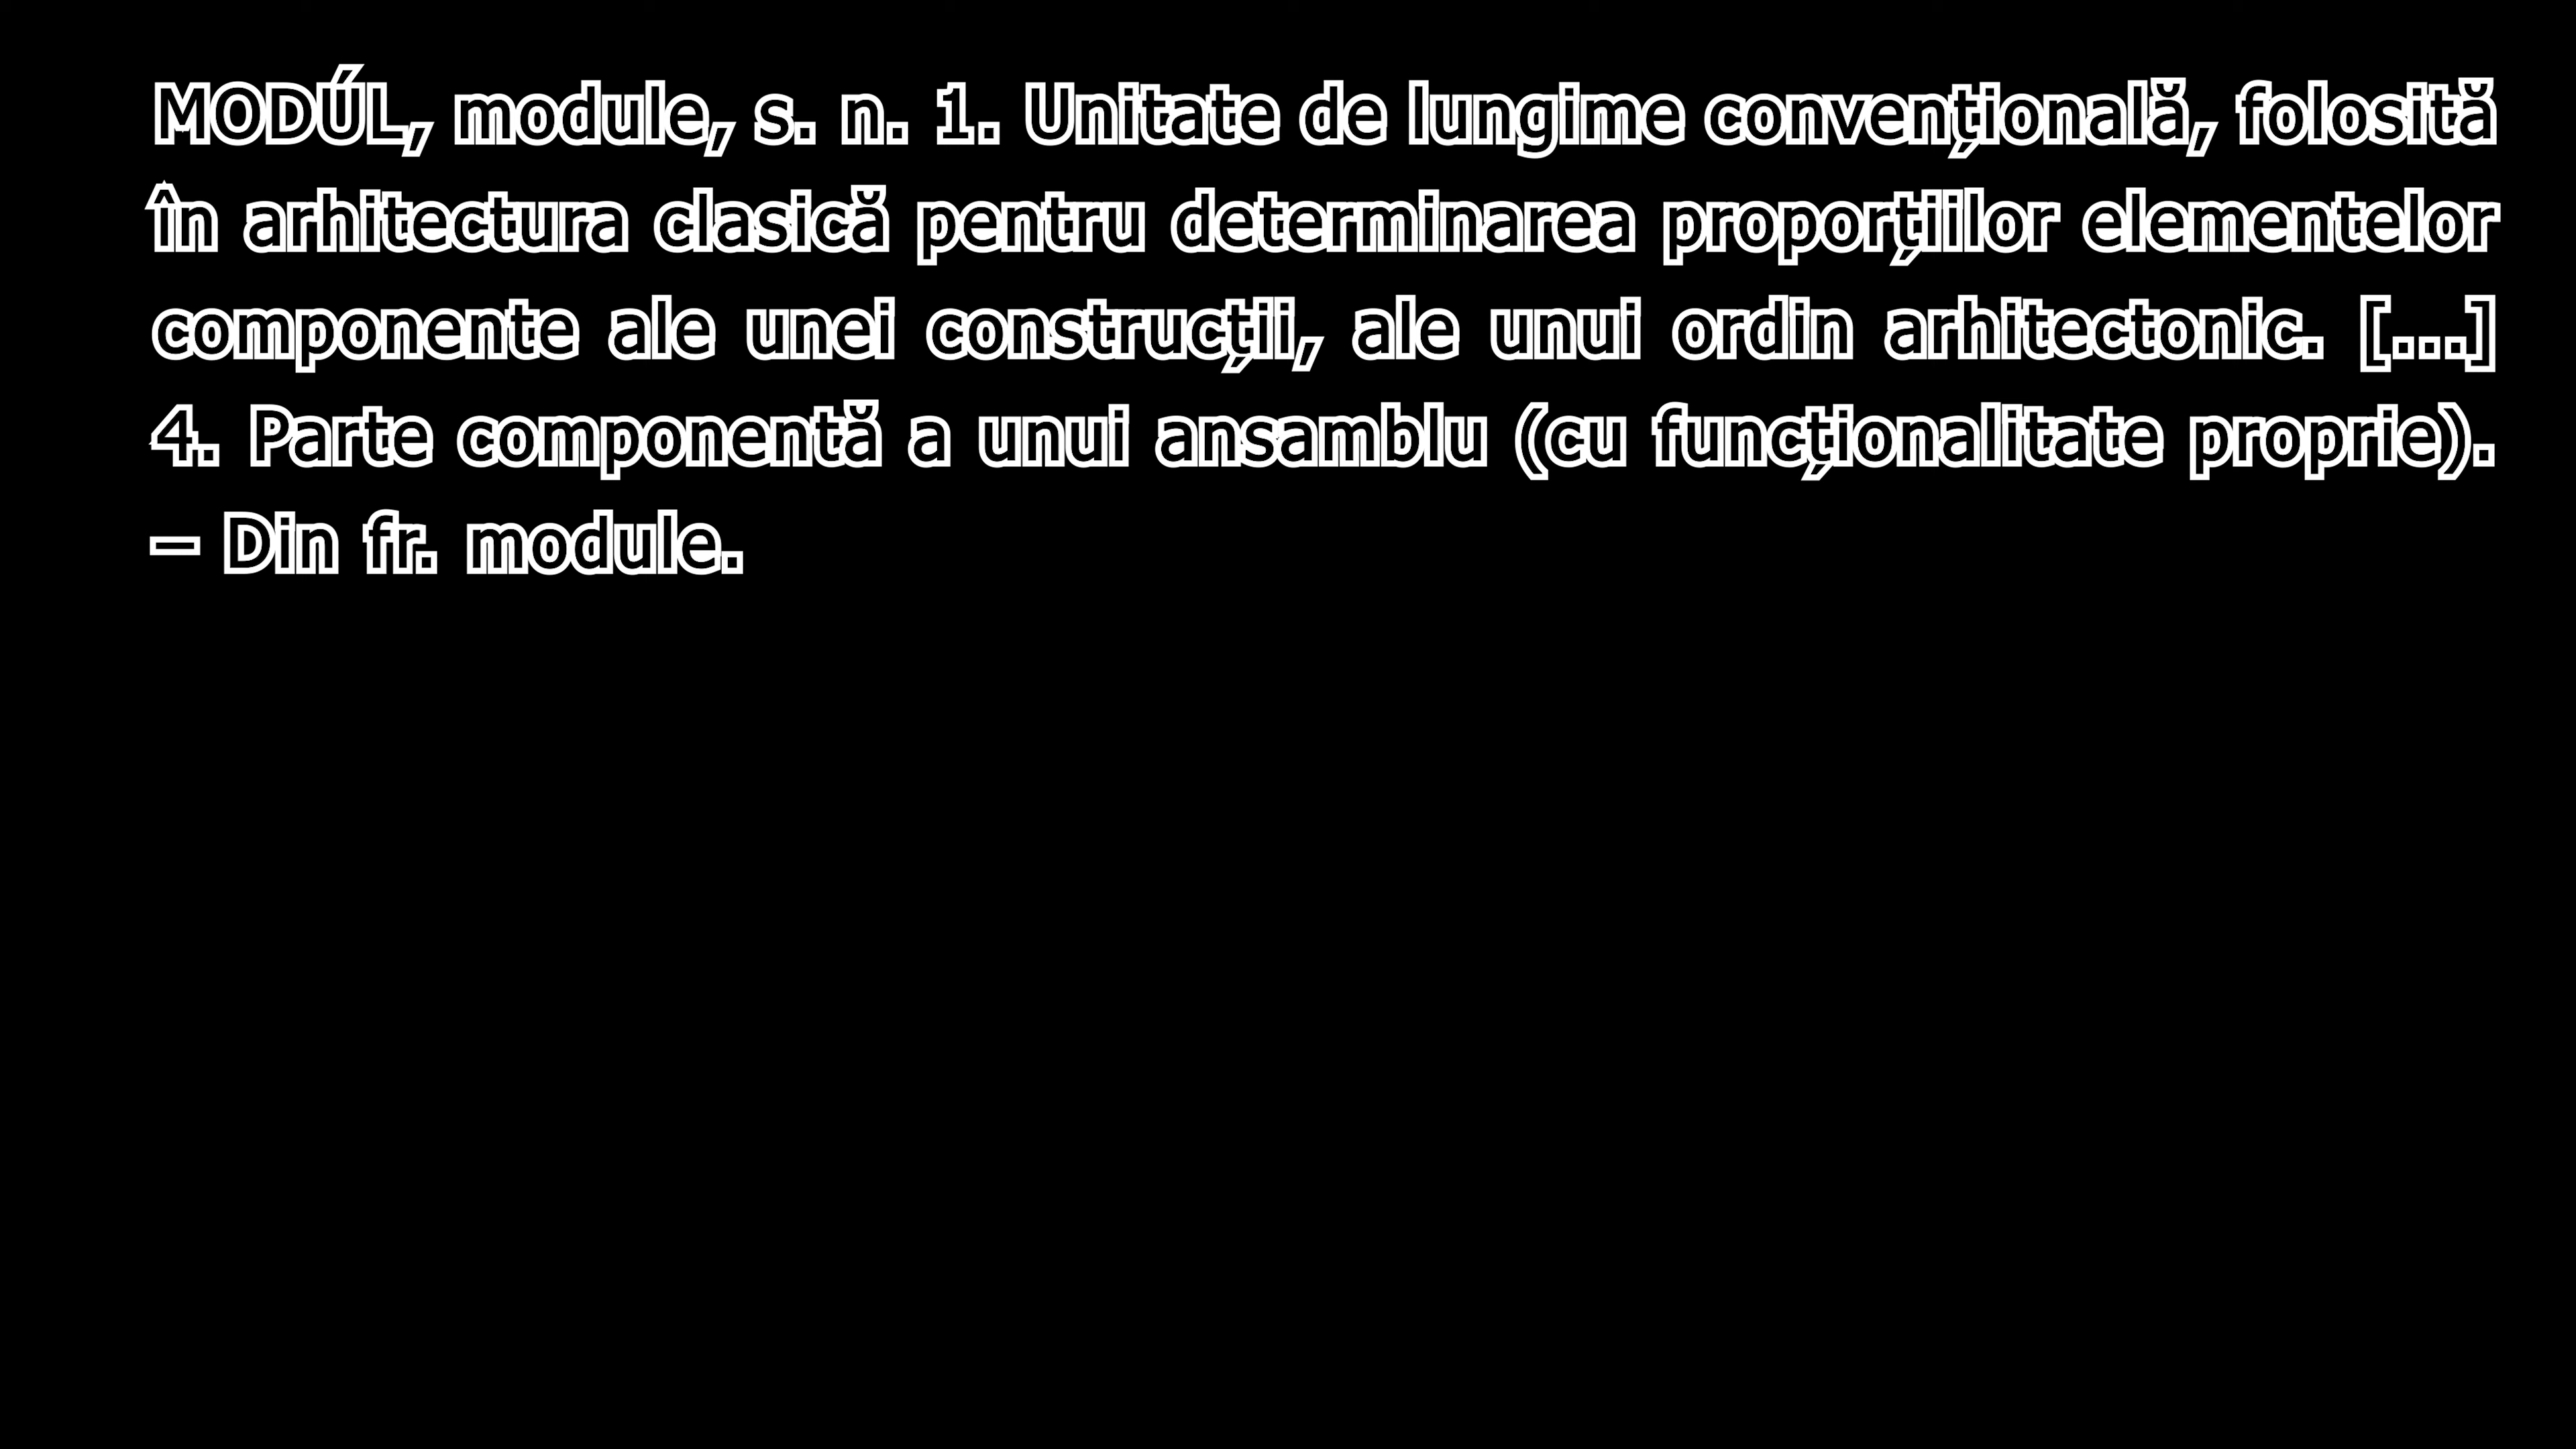 MODÚL, module, s. n. 1. Unitate de lungime convențională, folosită
în arhitectura clasică pentru determinarea proporțiilor elementelor
componente ale unei construcții, ale unui ordin arhitectonic. [...]
4. Parte componentă a unui ansamblu (cu funcționalitate proprie).
– Din fr. module.